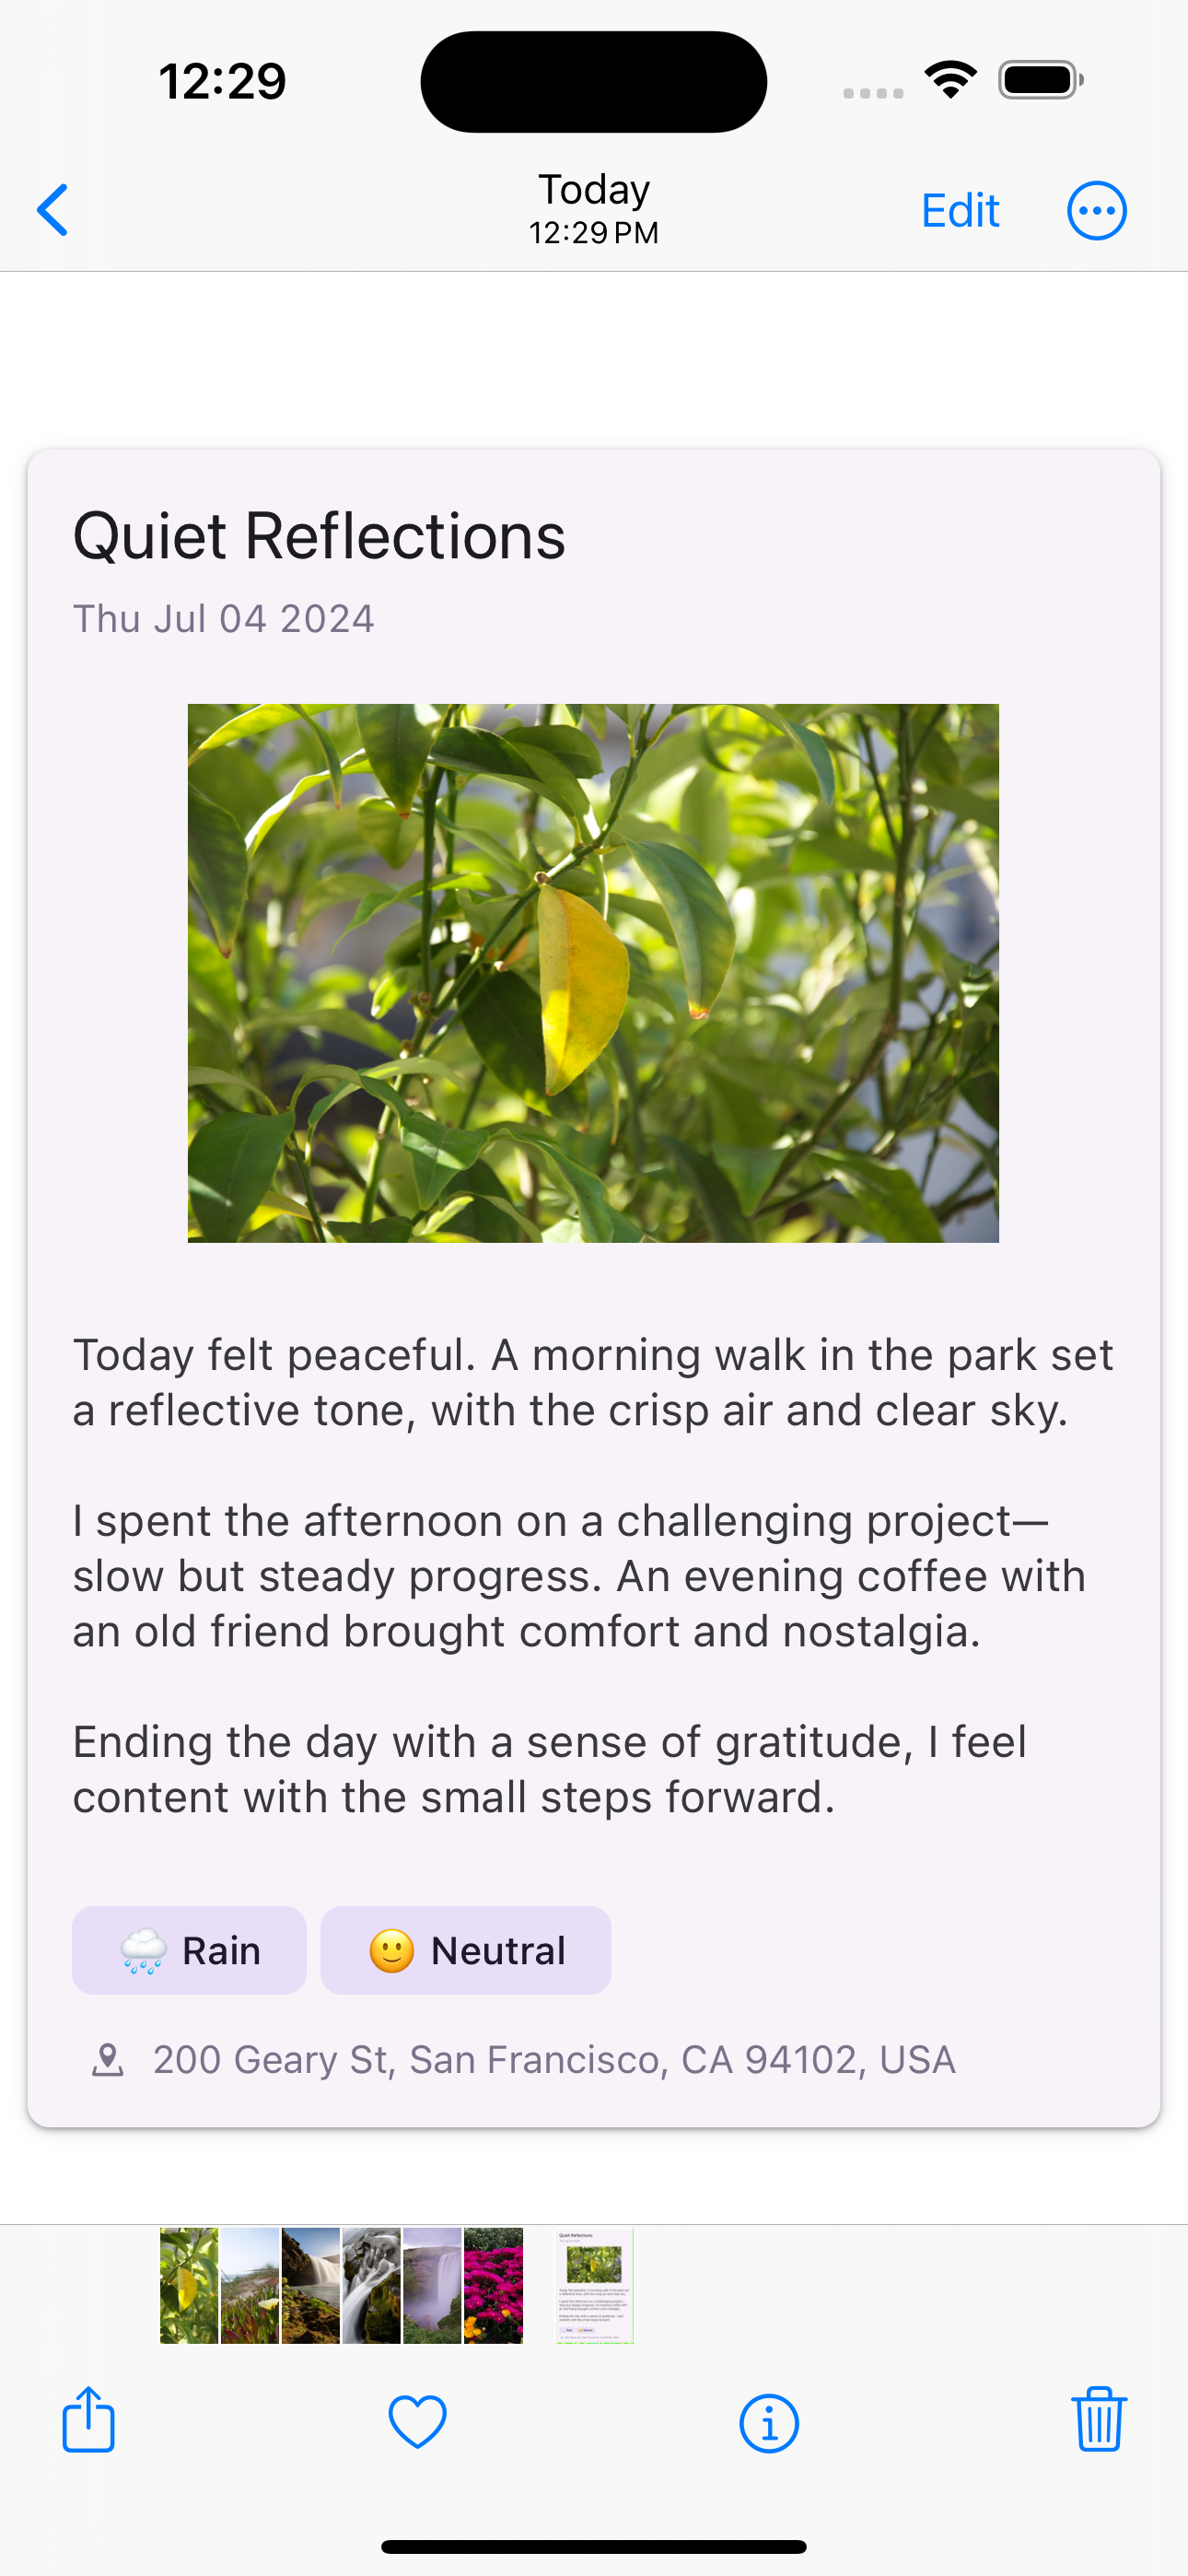 12:29
Today
12:29 PM
Edit
Quiet Reflections
Thu Jul 04 2024
Today felt peaceful. A morning walk in the park set
a reflective tone, with the crisp air and clear sky.
I spent the afternoon on a challenging project—
slow but steady progress. An evening coffee with
an old friend brought comfort and nostalgia.
Ending the day with a sense of gratitude, I feel
content with the small steps forward.
Rain
Neutral
200 Geary St, San Francisco, CA 94102, USA